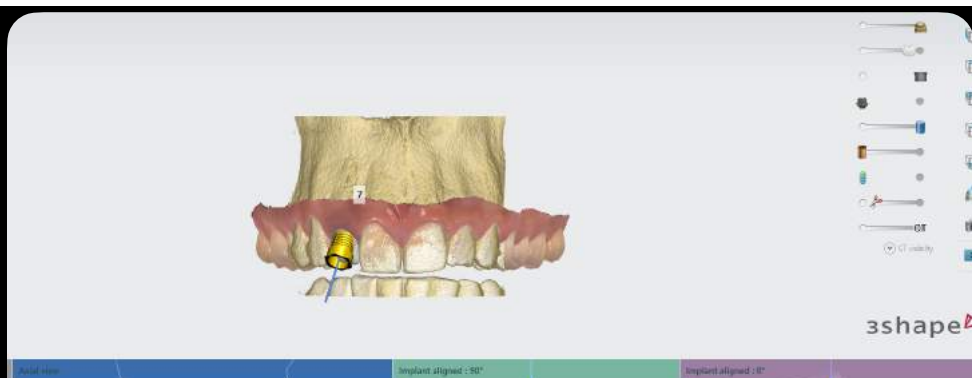 7
CT
CT visibility
3shape
Axial view
Implant aligned : 90°
Implant aligned : 0°